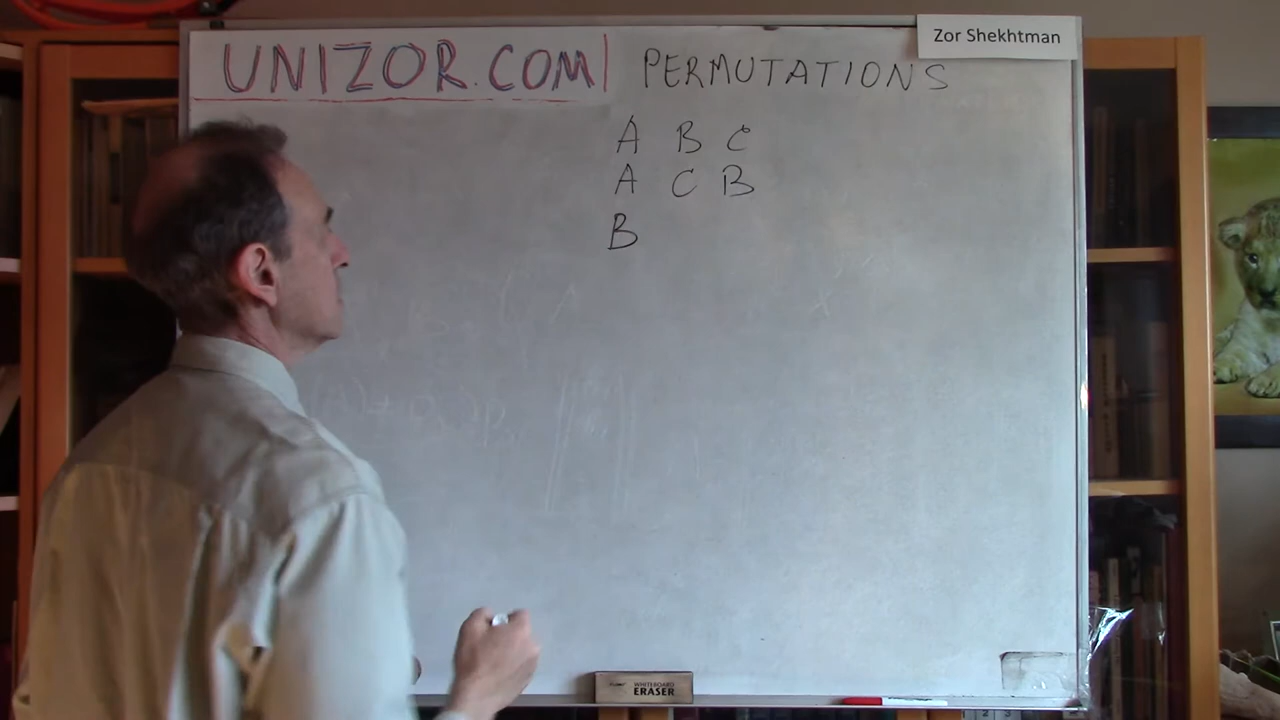 Zor Shekhtman
UNIZOR.COM PERMUTATIONS
A B C
A C B
B
WHITEBOARD
ERASER